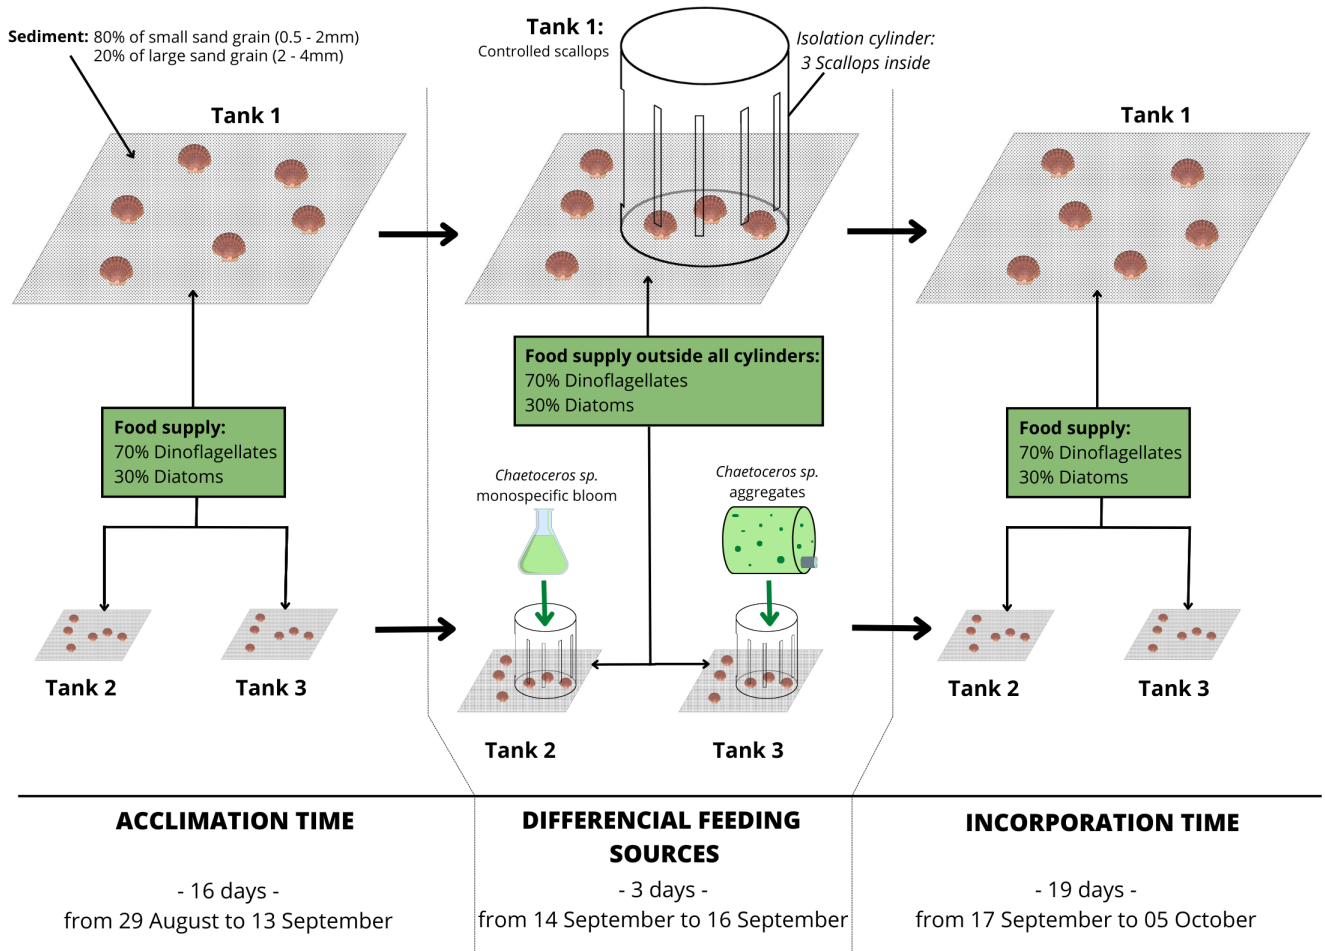 Sediment: 80% of small sand grain (0.5 - 2mm)
20% of large sand grain (2 - 4mm)
Tank 1
Food supply:
70% Dinoflagellates
30% Diatoms
Tank 2
Tank 3
Tank 1:
Controlled scallops
Isolation cylinder:
3 Scallops inside
Food supply outside all cylinders:
70% Dinoflagellates
30% Diatoms
Chaetoceros sp.
monospecific bloom
Chaetoceros sp.
aggregates
Tank 2
Tank 3
Tank 1
Food supply:
70% Dinoflagellates
30% Diatoms
Tank 2
Tank 3
ACCLIMATION TIME
- 16 days -
from 29 August to 13 September
DIFFERENCIAL FEEDING
SOURCES
- 3 days -
from 14 September to 16 September
INCORPORATION TIME
- 19 days -
from 17 September to 05 October